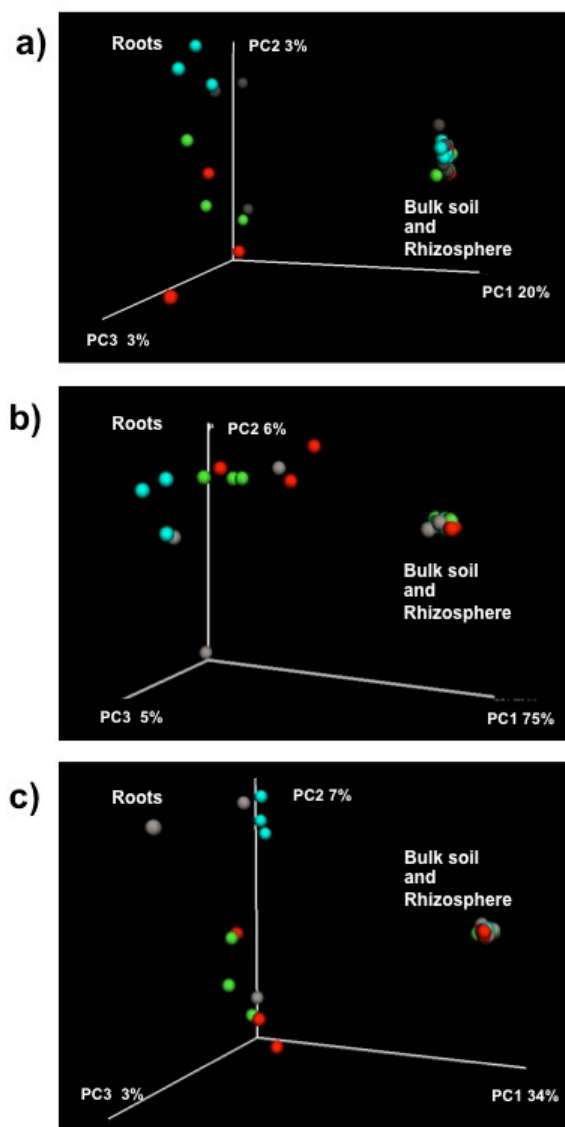 a)
Roots
PC2 3%
Bulk soil
and
Rhizosphere
PC1 20%
PC3 3%
b)
Roots
PC2 6%
Bulk soil
and
Rhizosphere
PC3 5%
PC1 75%
c)
Roots
PC2 7%
Bulk soil
and
Rhizosphere
PC3 3%
PC1 34%